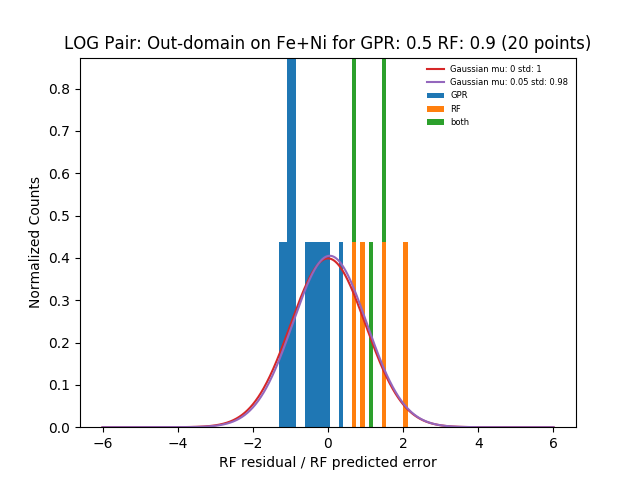 LOG Pair: Out-domain on Fe+Ni for GPR: 0.5 RF: 0.9 (20 points)
Gaussian mu: 0 std: 1
Gaussian mu: 0.05 std: 0.98
GPR
RF
both
0.8
0.7
0.6
0.5
0.4
0.3
0.2
0.1
0.0
Normalized Counts
−6
−4
−2
0
2
4
6
RF residual / RF predicted error